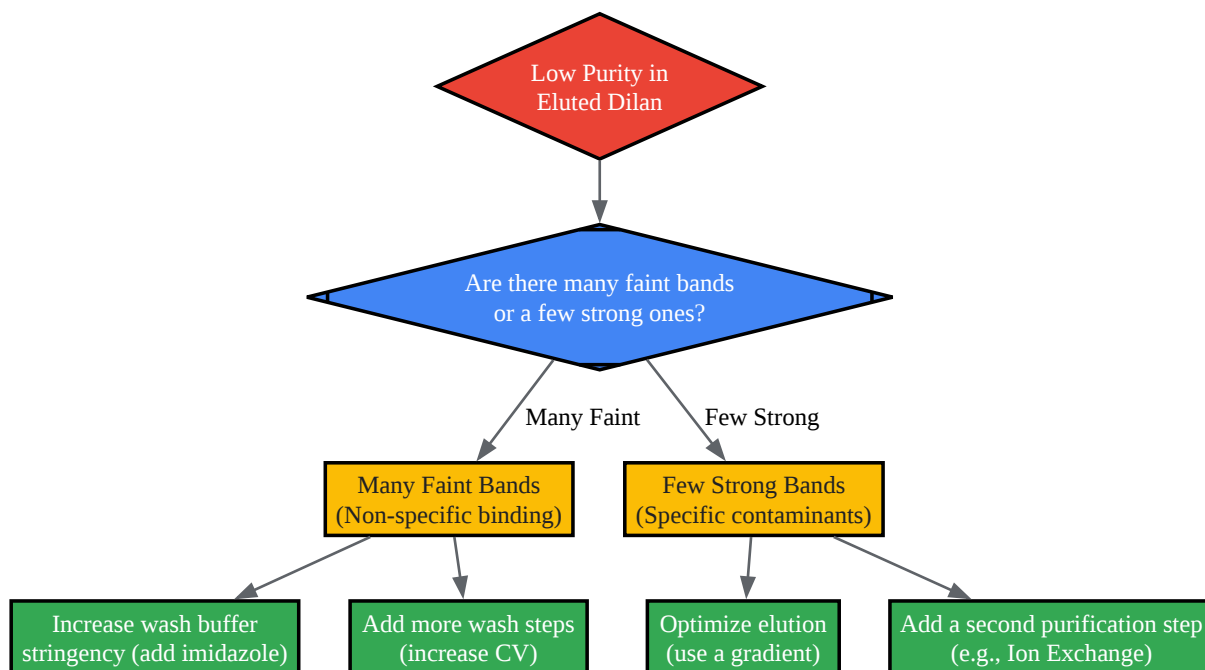 Low Purity in
Eluted Dilan
Are there many faint bands
or a few strong ones?
Many Faint
Few Strong
Many Faint Bands
(Non-specific binding)
Few Strong Bands
(Specific contaminants)
Increase wash buffer
stringency (add imidazole)
Add more wash steps
(increase CV)
Optimize elution
(use a gradient)
Add a second purification step
(e.g., Ion Exchange)